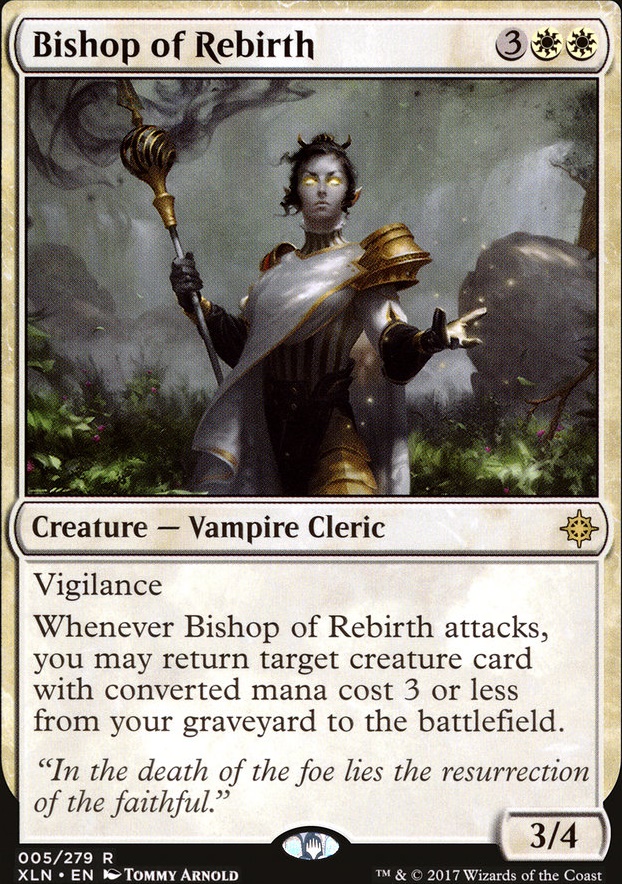 Bishop of Rebirth 3
Creature — Vampire Cleric
Vigilance
Whenever Bishop of Rebirth attacks,
you may return target creature card
with converted mana cost 3 or less
from your graveyard to the battlefield.
“In the death of the foe lies the resurrection
of the faithful.”
3/4
005/279 R
XLN • EN TOMMY ARNOLD
™ & © 2017 Wizards of the Coast